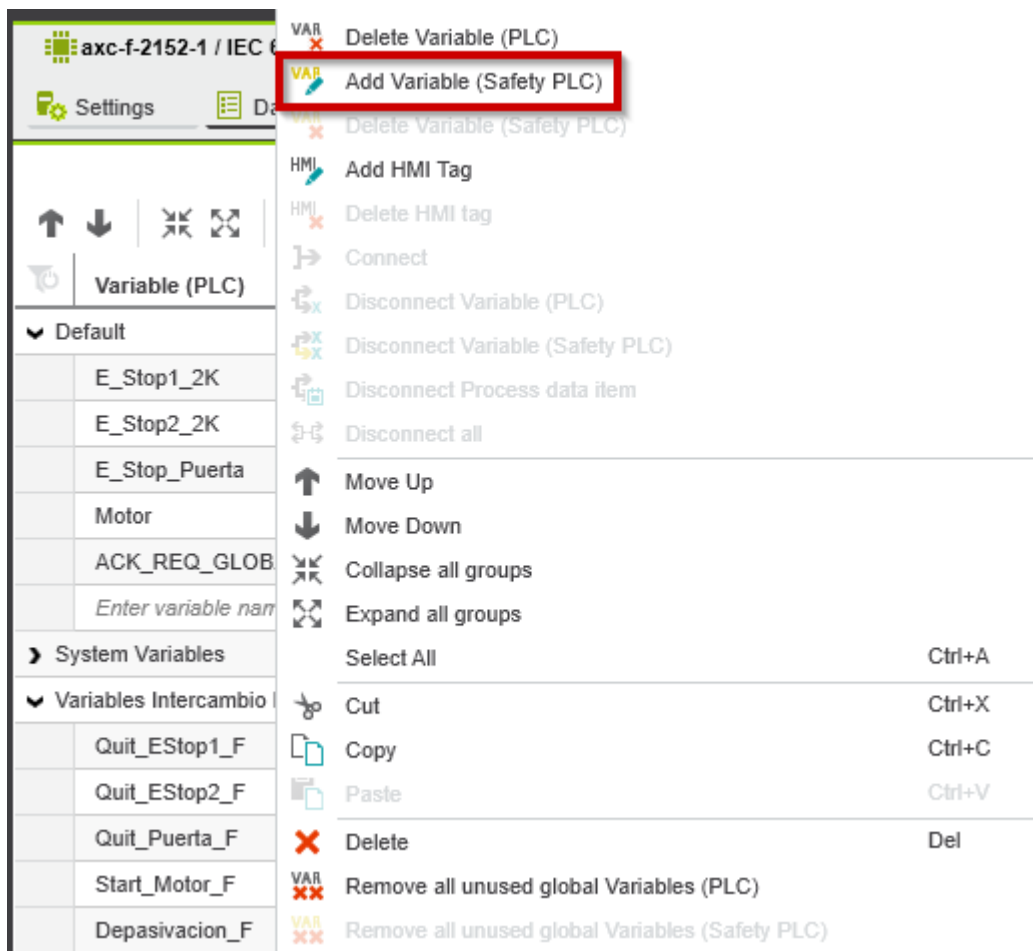 axc-f-2152-1 / IEC 6
Settings
Da
Variable (PLC)
Default
E_Stop1_2K
E_Stop2_2K
E_Stop_Puerta
Motor
ACK_REQ_GLOB
Enter variable nam
System Variables
Variables Intercambio
Quit_EStop1_F
Quit_EStop2_F
Quit_Puerta_F
Start_Motor_F
Depasivacion_F
VAR Delete Variable (PLC)
VAR Add Variable (Safety PLC)
VAR Delete Variable (Safety PLC)
HMI Add HMI Tag
HMI Delete HMI tag
Connect
Disconnect Variable (PLC)
Disconnect Variable (Safety PLC)
Disconnect Process data item
Disconnect all
Move Up
Move Down
Collapse all groups
Expand all groups
Select All Ctrl+A
Cut Ctrl+X
Copy Ctrl+C
Paste Ctrl+V
Delete Del
VAR Remove all unused global Variables (PLC)
VAR Remove all unused global Variables (Safety PLC)